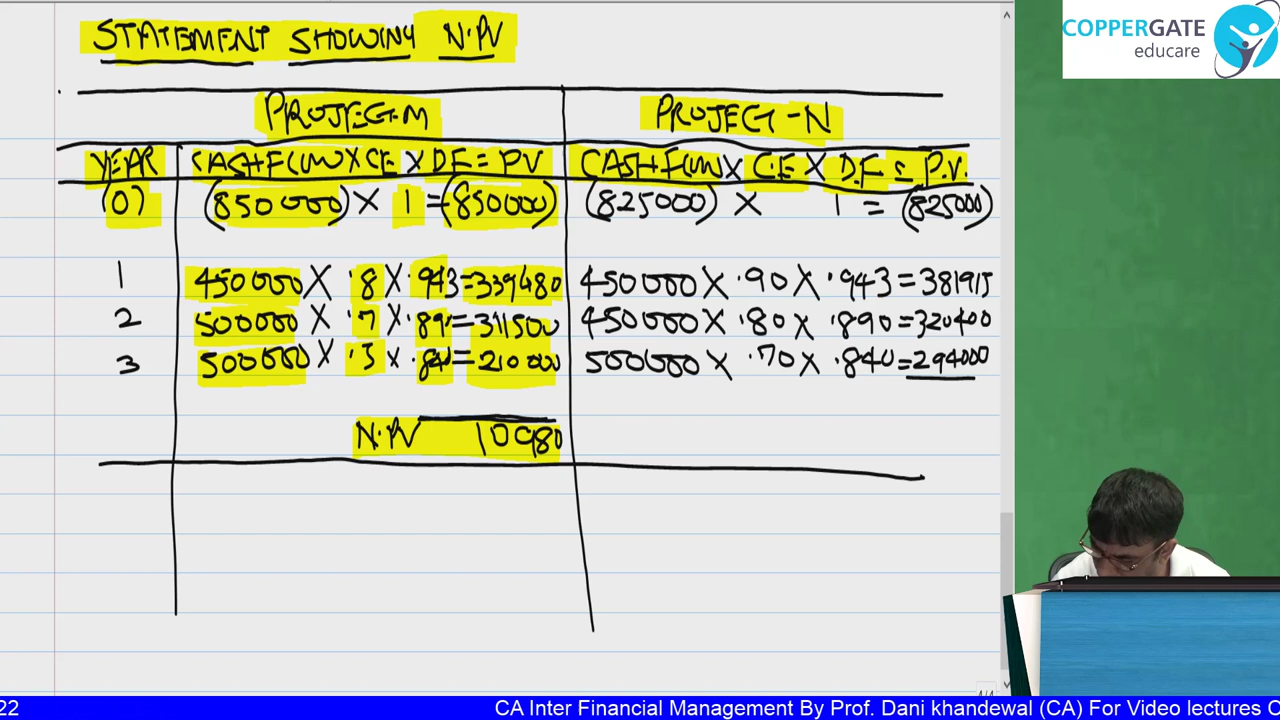 STATEMENT SHOWING N.PV
COPPERGATE
educare
PROJECT-M PROJECT-N
YEAR CASH FLOW X CE X DF = PV CASH FLOW X C.E X D.F = P.V.
(0) (850000) X 1 = (850000) (825000) X 1 = (825000)
1 450000 X .8 X .943 = 339480 450000 X .90 X .943 = 381915
2 500000 X .7 X .89 = 311500 450000 X .80 X .890 = 320400
3 500000 X .5 X .84 = 210000 500000 X .70 X .840 = 294000
N.PV 10980
22 CA Inter Financial Management By Prof. Dani khandewal (CA) For Video lectures